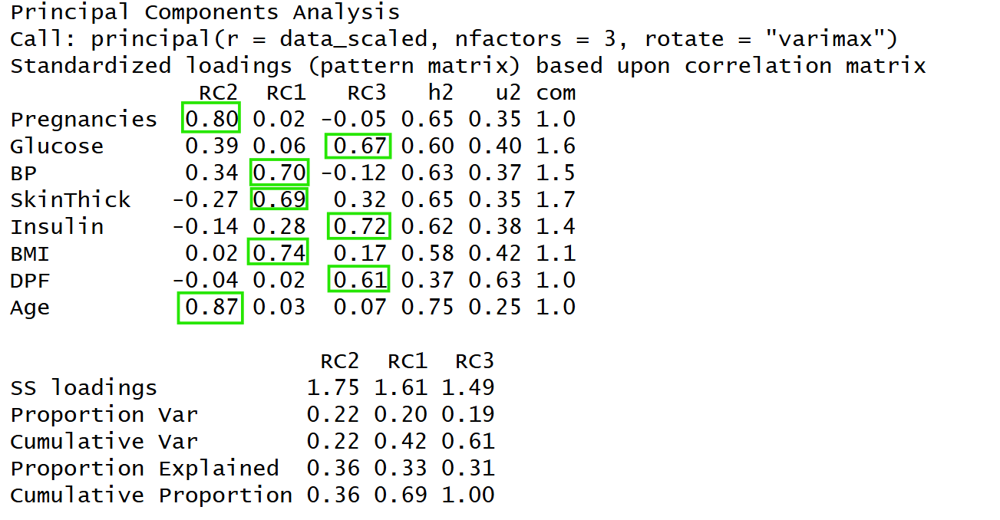 Principal Components Analysis
Call: principal(r = data_scaled, nfactors = 3, rotate = "varimax")
Standardized loadings (pattern matrix) based upon correlation matrix
RC2 RC1 RC3 h2 u2 com
Pregnancies 0.80 0.02 -0.05 0.65 0.35 1.0
Glucose 0.39 0.06 0.67 0.60 0.40 1.6
BP 0.34 0.70 -0.12 0.63 0.37 1.5
SkinThick -0.27 0.69 0.32 0.65 0.35 1.7
Insulin -0.14 0.28 0.72 0.62 0.38 1.4
BMI 0.02 0.74 0.17 0.58 0.42 1.1
DPF -0.04 0.02 0.61 0.37 0.63 1.0
Age 0.87 0.03 0.07 0.75 0.25 1.0
RC2 RC1 RC3
SS loadings 1.75 1.61 1.49
Proportion Var 0.22 0.20 0.19
Cumulative Var 0.22 0.42 0.61
Proportion Explained 0.36 0.33 0.31
Cumulative Proportion 0.36 0.69 1.00